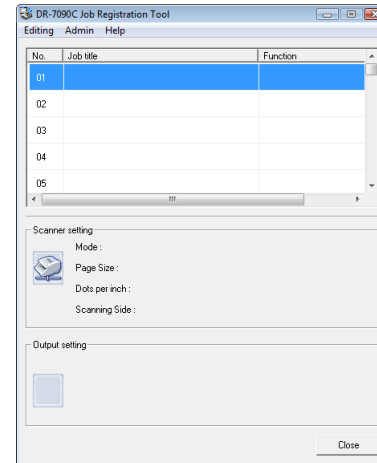 DR-7090C Job Registration Tool
Editing Admin Help
No. Job title Function
01
02
03
04
05
Scanner setting
Mode :
Page Size :
Dots per inch :
Scanning Side :
Output setting
Close